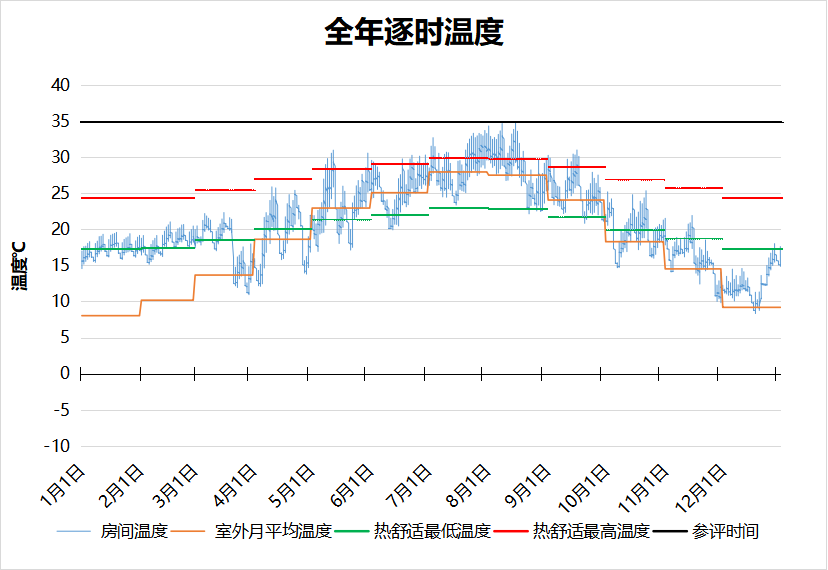 全年逐时温度
40
35
30
25
20
15
10
5
0
-5
-10
温度℃
1月1日
2月1日
3月1日
4月1日
5月1日
6月1日
7月1日
8月1日
9月1日
10月1日
11月1日
12月1日
房间温度 室外月平均温度 热舒适最低温度 热舒适最高温度 参评时间